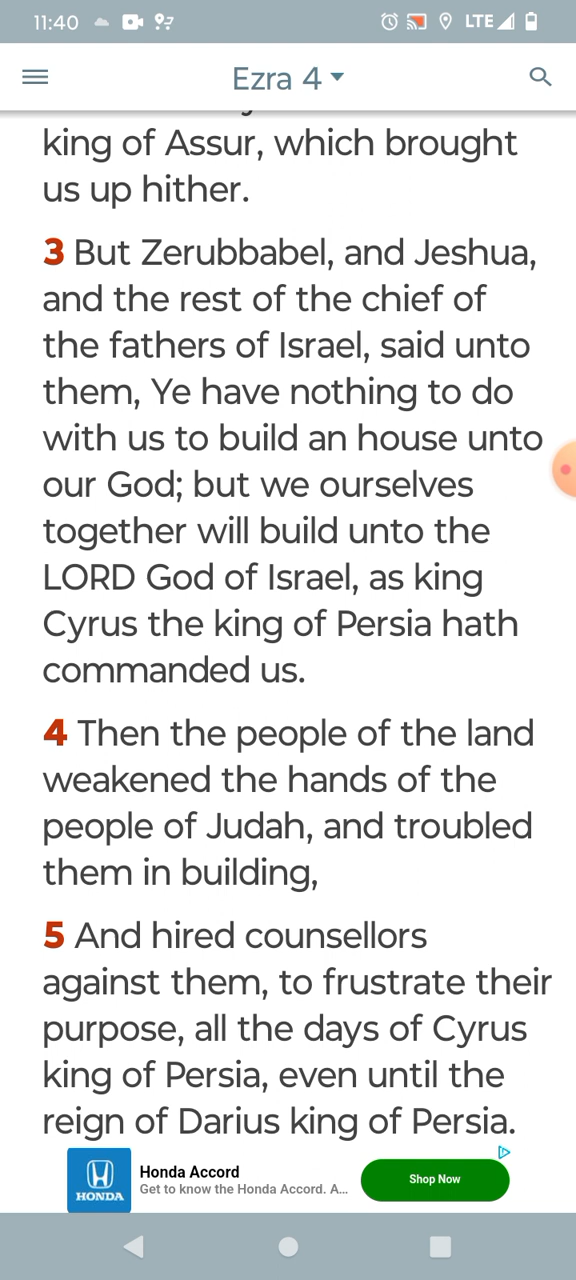 11:40
LTE
Ezra 4
king of Assur, which brought
us up hither.
3 But Zerubbabel, and Jeshua,
and the rest of the chief of
the fathers of Israel, said unto
them, Ye have nothing to do
with us to build an house unto
our God; but we ourselves
together will build unto the
LORD God of Israel, as king
Cyrus the king of Persia hath
commanded us.
4 Then the people of the land
weakened the hands of the
people of Judah, and troubled
them in building,
5 And hired counsellors
against them, to frustrate their
purpose, all the days of Cyrus
king of Persia, even until the
reign of Darius king of Persia.
HONDA
Honda Accord
Get to know the Honda Accord. A...
Shop Now